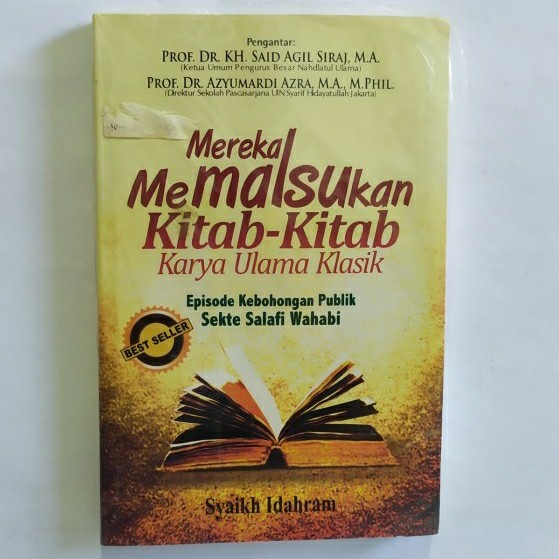 Pengantar:
PROF. DR. KH. SAID AGIL SIRAJ, M.A.
(Ketua Umum Pengurus Besar Nahdlatul Ulama)
PROF. DR. AZYUMARDI AZRA, M.A., M.PHIL.
(Direktur Sekolah Pascasarjana UIN Syarif Hidayatullah Jakarta)
Mereka
Memalsukan
Kitab-Kitab
Karya Ulama Klasik
Episode Kebohongan Publik
Sekte Salafi Wahabi
BEST SELLER
Syaikh Idahram